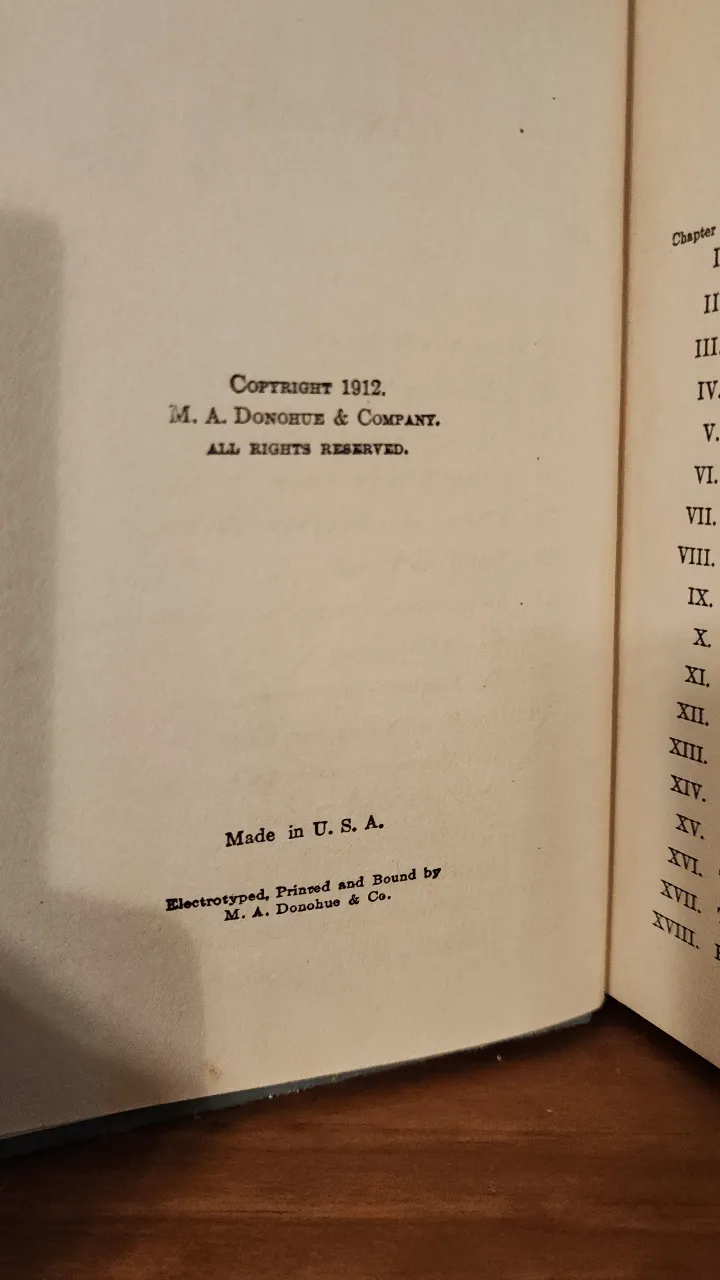 COPYRIGHT 1912.
M. A. DONOHUE & COMPANY.
ALL RIGHTS RESERVED.
Made in U. S. A.
Electrotyped, Printed and Bound by
M. A. Donohue & Co.
Chapter
I
II
III.
IV.
V.
VI.
VII.
VIII.
IX.
X.
XI.
XII.
XIII.
XIV.
XV.
XVI.
XVII.
XVIII.